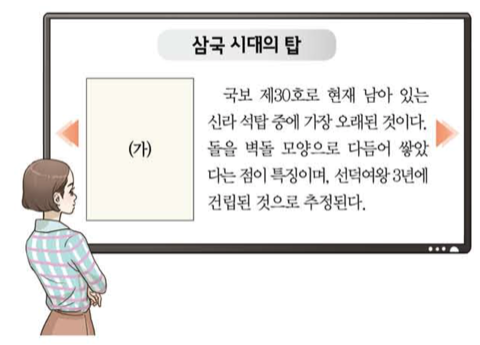 삼국 시대의 탑
(가)
국보 제30호로 현재 남아 있는
신라 석탑 중에 가장 오래된 것이다.
돌을 벽돌 모양으로 다듬어 쌓았
다는 점이 특징이며, 선덕여왕 3년에
건립된 것으로 추정된다.